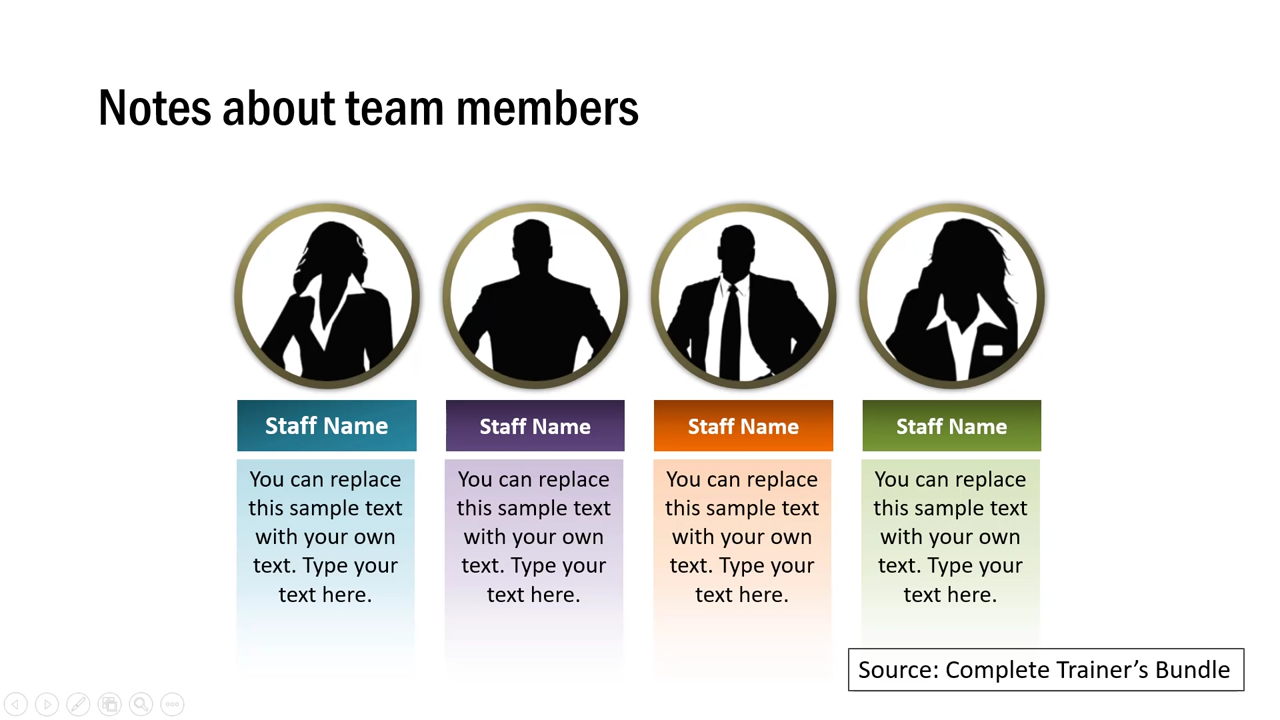 Notes about team members
Staff Name
You can replace
this sample text
with your own
text. Type your
text here.
Staff Name
You can replace
this sample text
with your own
text. Type your
text here.
Staff Name
You can replace
this sample text
with your own
text. Type your
text here.
Staff Name
You can replace
this sample text
with your own
text. Type your
text here.
Source: Complete Trainer’s Bundle